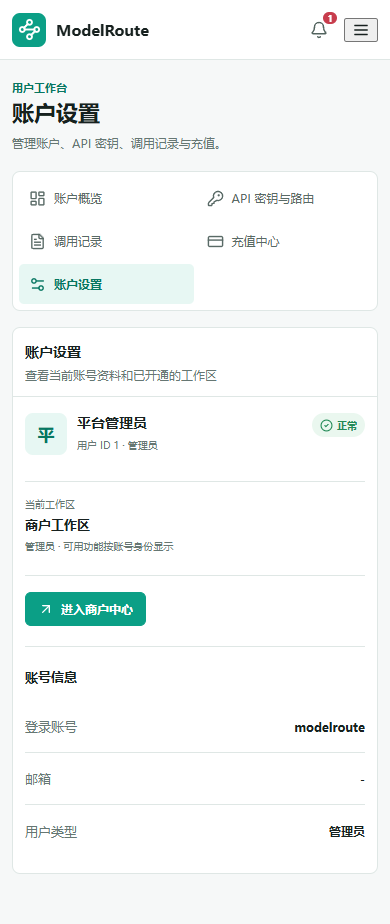 ModelRoute
1
用户工作台
账户设置
管理账户、API 密钥、调用记录与充值。
账户概览
API 密钥与路由
调用记录
充值中心
账户设置
账户设置
查看当前账号资料和已开通的工作区
平
平台管理员
用户 ID 1 · 管理员
正常
当前工作区
商户工作区
管理员 · 可用功能按账号身份显示
进入商户中心
账号信息
登录账号 modelroute
邮箱 -
用户类型 管理员